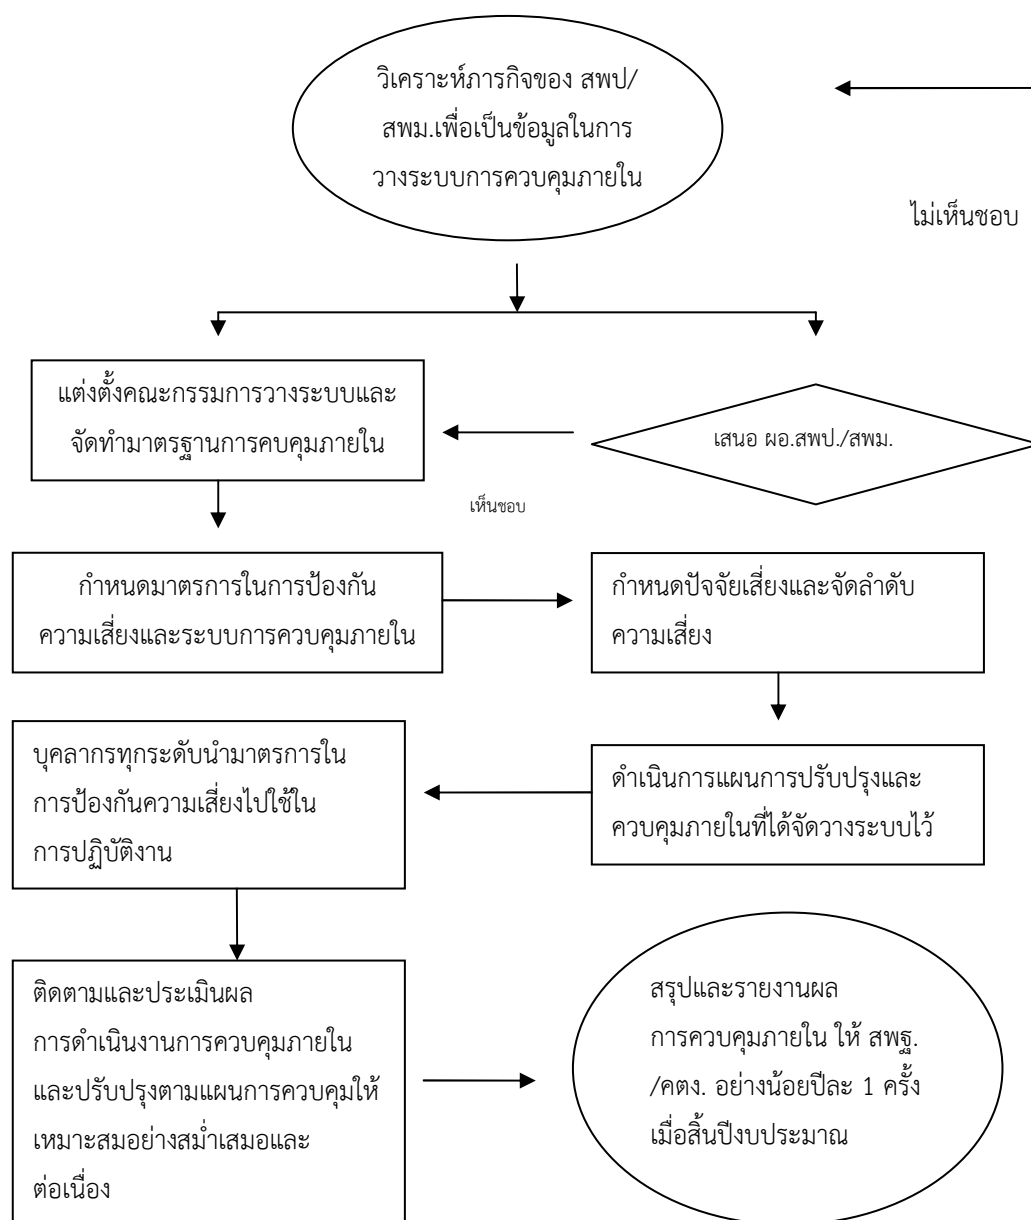 วิเคราะห์ภารกิจของ สพป/
สพม.เพื่อเป็นข้อมูลในการ
วางระบบการควบคุมภายใน
ไม่เห็นชอบ
แต่งตั้งคณะกรรมการวางระบบและ
จัดทำมาตรฐานการคบคุมภายใน
เสนอ ผอ.สพป./สพม.
เห็นชอบ
กำหนดมาตรการในการป้องกัน
ความเสี่ยงและระบบการควบคุมภายใน
กำหนดปัจจัยเสี่ยงและจัดลำดับ
ความเสี่ยง
บุคลากรทุกระดับนำมาตรการใน
การป้องกันความเสี่ยงไปใช้ใน
การปฏิบัติงาน
ดำเนินการแผนการปรับปรุงและ
ควบคุมภายในที่ได้จัดวางระบบไว้
ติดตามและประเมินผล
การดำเนินงานการควบคุมภายใน
และปรับปรุงตามแผนการควบคุมให้
เหมาะสมอย่างสม่ำเสมอและ
ต่อเนื่อง
สรุปและรายงานผล
การควบคุมภายใน ให้ สพฐ.
/คตง. อย่างน้อยปีละ 1 ครั้ง
เมื่อสิ้นปีงบประมาณ